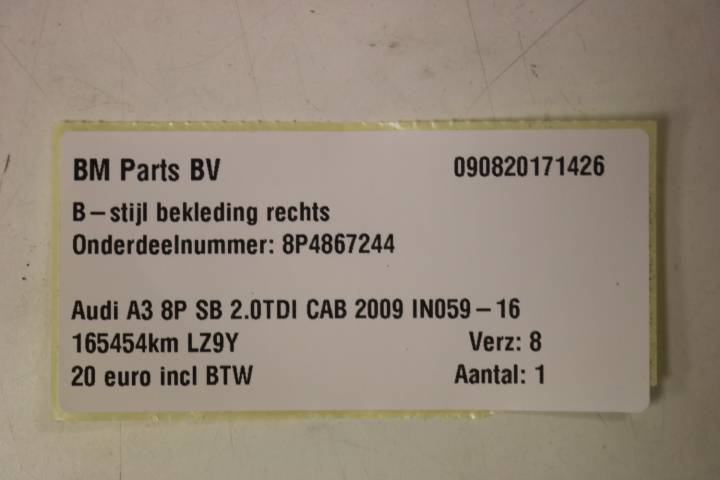 BM Parts BV 090820171426
B-stijl bekleding rechts
Onderdeelnummer: 8P4867244
Audi A3 8P SB 2.0TDI CAB 2009 IN059-16
165454km LZ9Y Verz: 8
20 euro incl BTW Aantal: 1